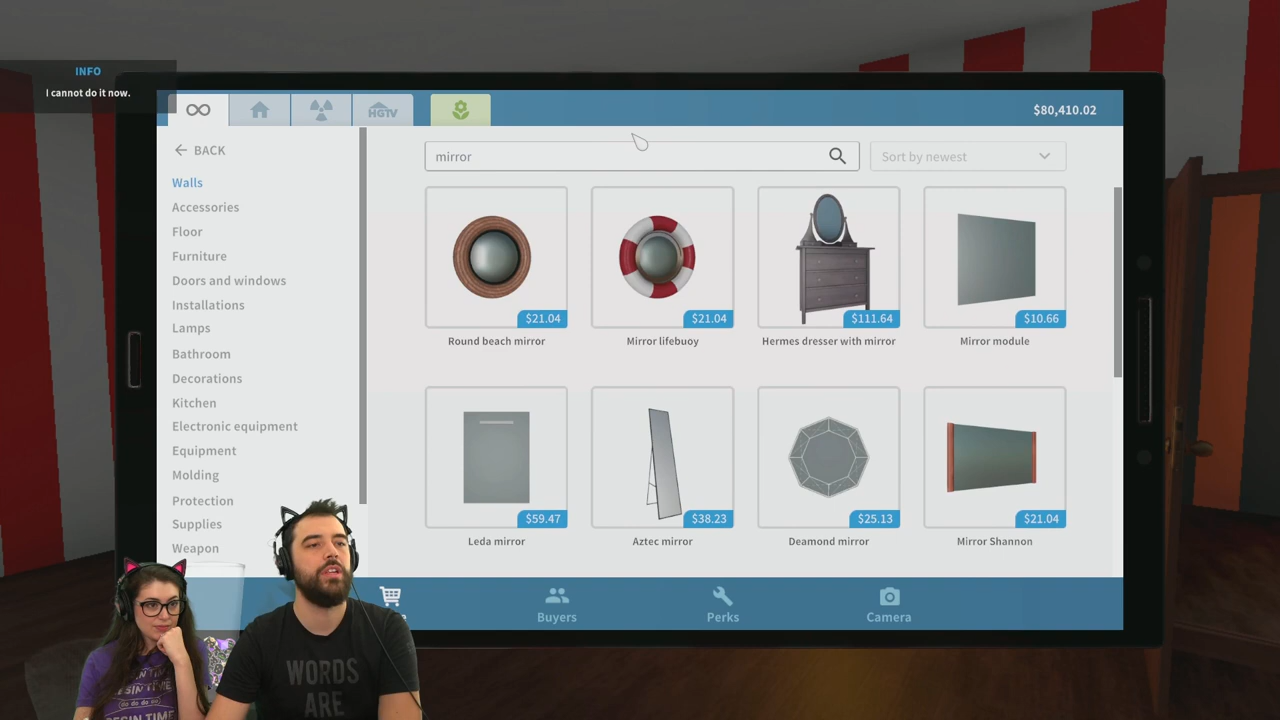 INFO
I cannot do it now.
HGTV
$80,410.02
BACK
mirror
Sort by newest
Walls
Accessories
Floor
Furniture
Doors and windows
Installations
Lamps
Bathroom
Decorations
Kitchen
Electronic equipment
Equipment
Molding
Protection
Supplies
Weapon
$21.04
$21.04
$111.64
$10.66
Round beach mirror
Mirror lifebuoy
Hermes dresser with mirror
Mirror module
$59.47
$38.23
$25.13
$21.04
Leda mirror
Aztec mirror
Deamond mirror
Mirror Shannon
Buyers
Perks
Camera
WORDS
ARE